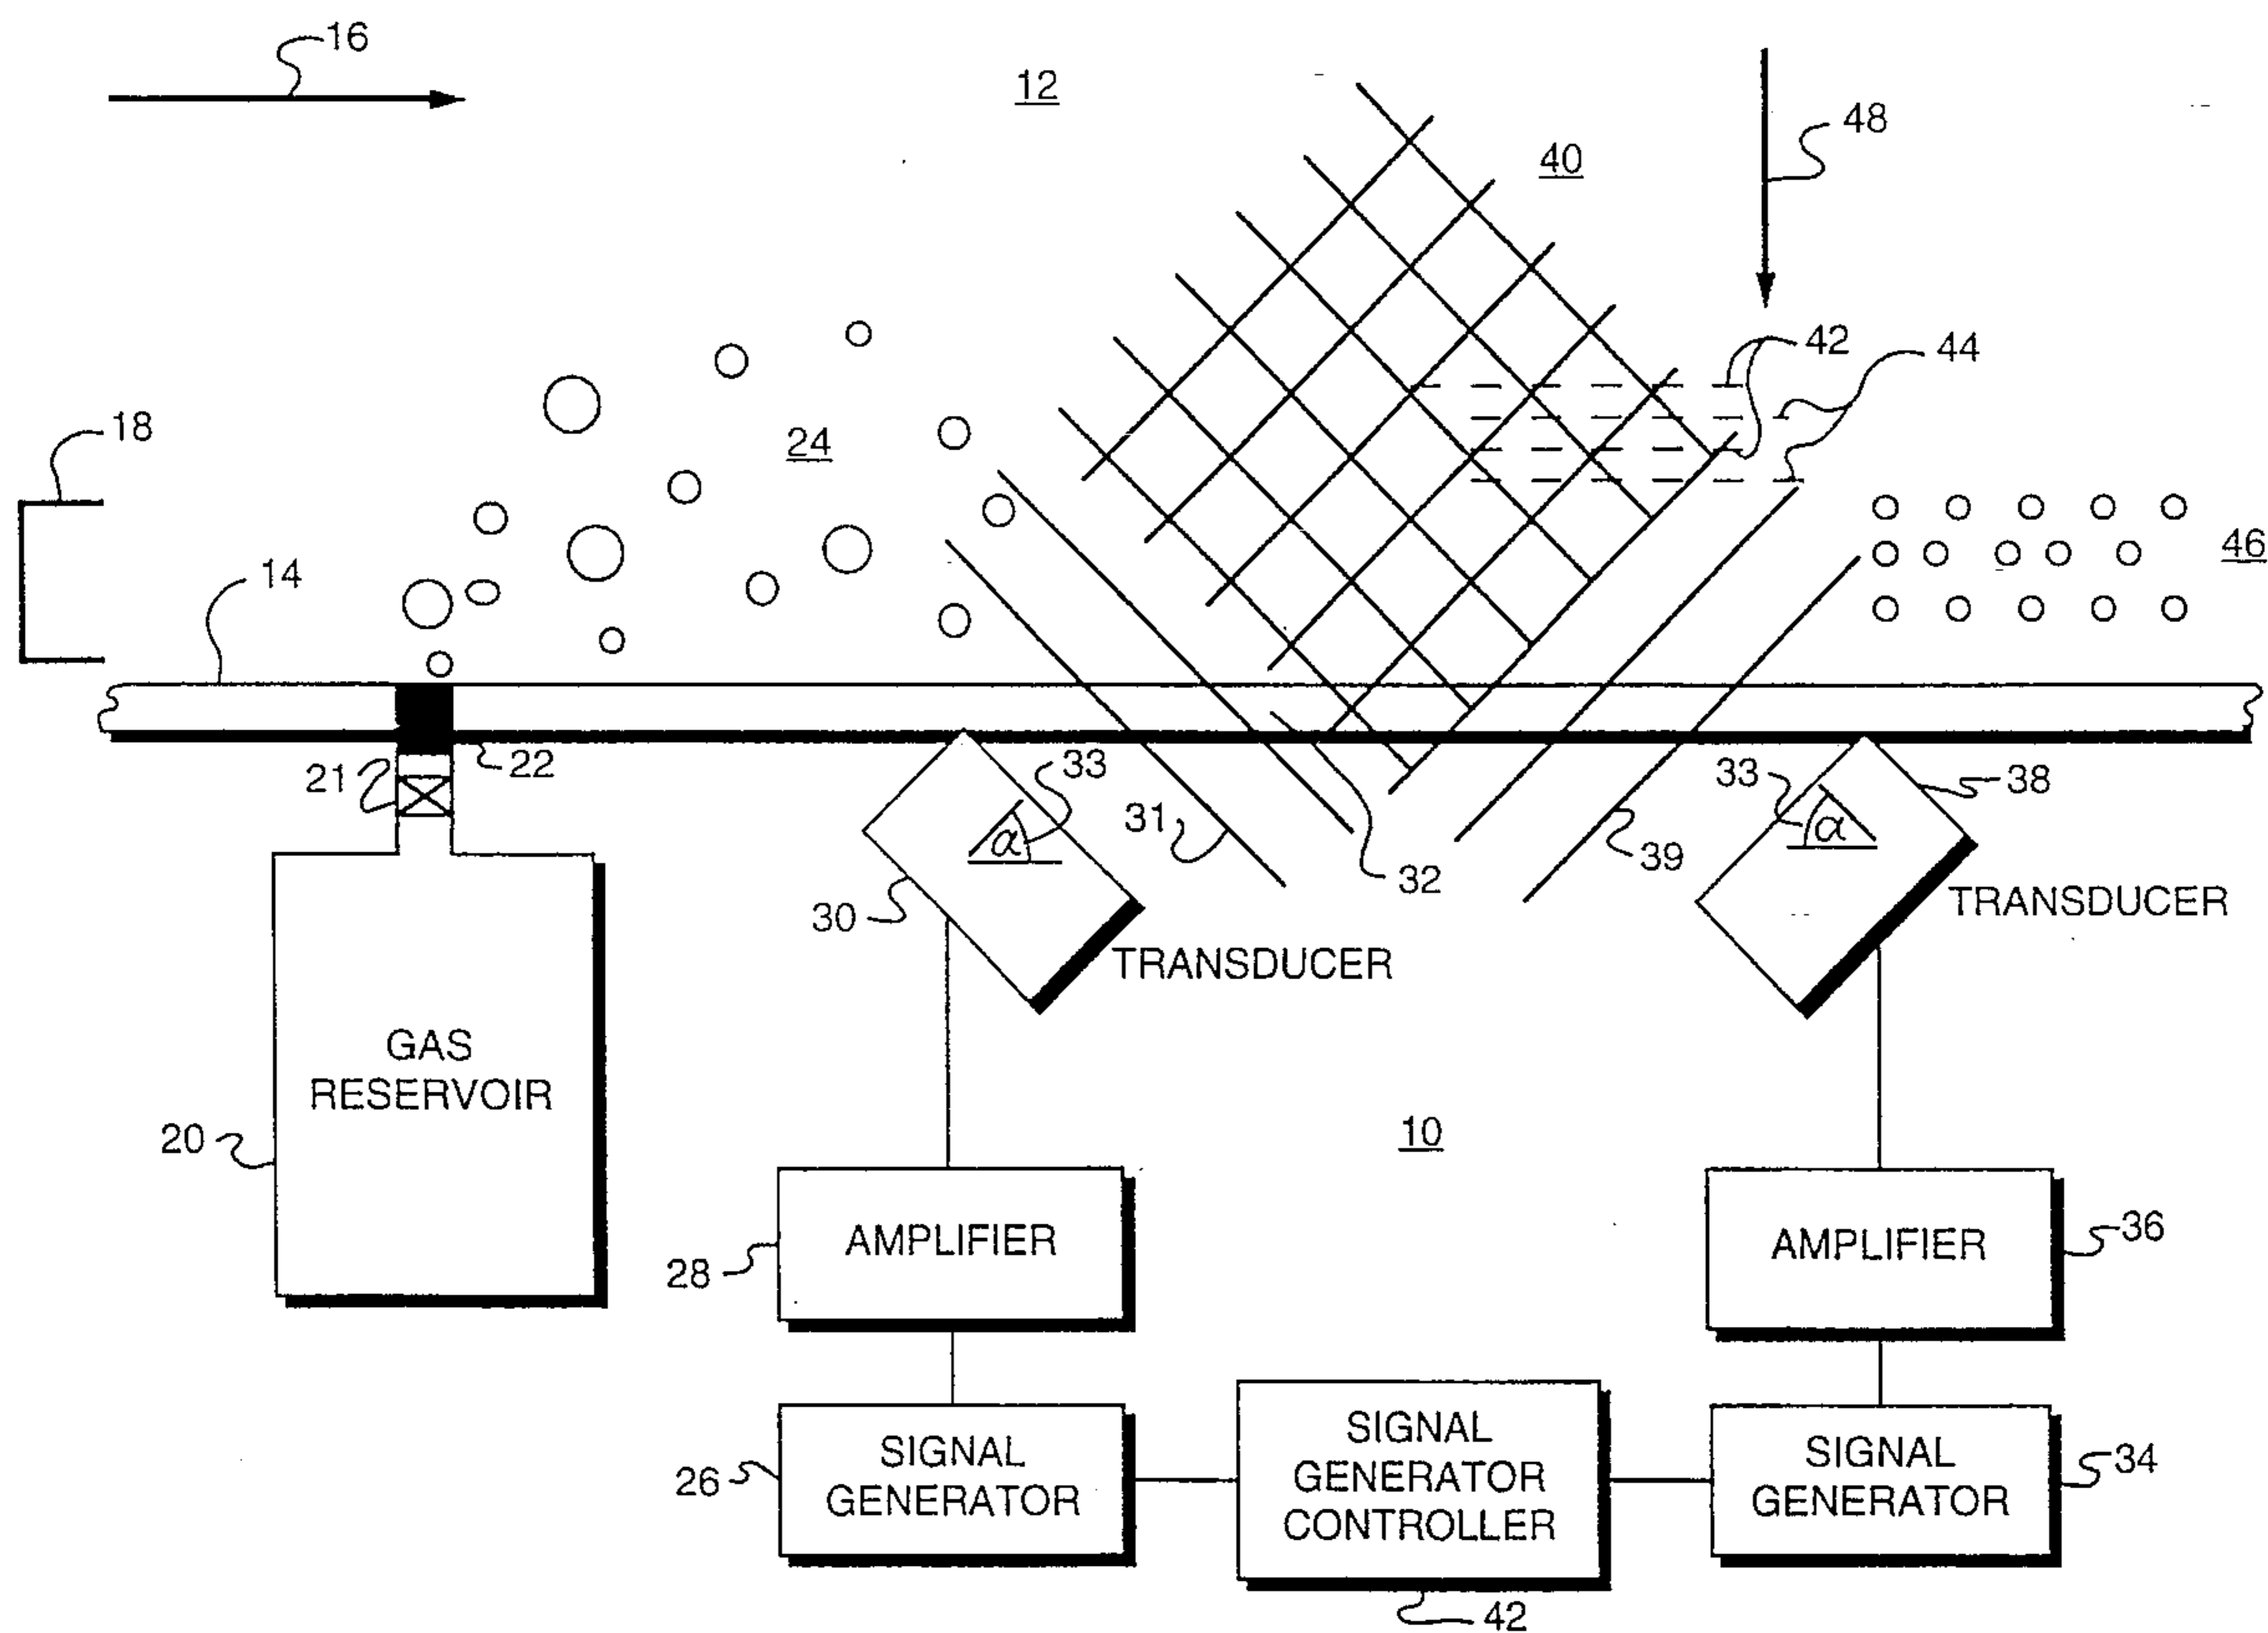 16
12
40
48
42
44
18
24
14
46
21
22
33
31
α
32
33
α
38
39
30
TRANSDUCER
TRANSDUCER
GAS
RESERVOIR
20
10
AMPLIFIER
28
AMPLIFIER
36
SIGNAL
GENERATOR
26
SIGNAL
GENERATOR
CONTROLLER
42
SIGNAL
GENERATOR
34